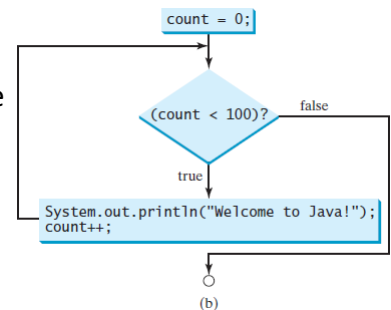 count = 0;
e
(count < 100)?
false
true
System.out.println("Welcome to Java!");
count++;
(b)